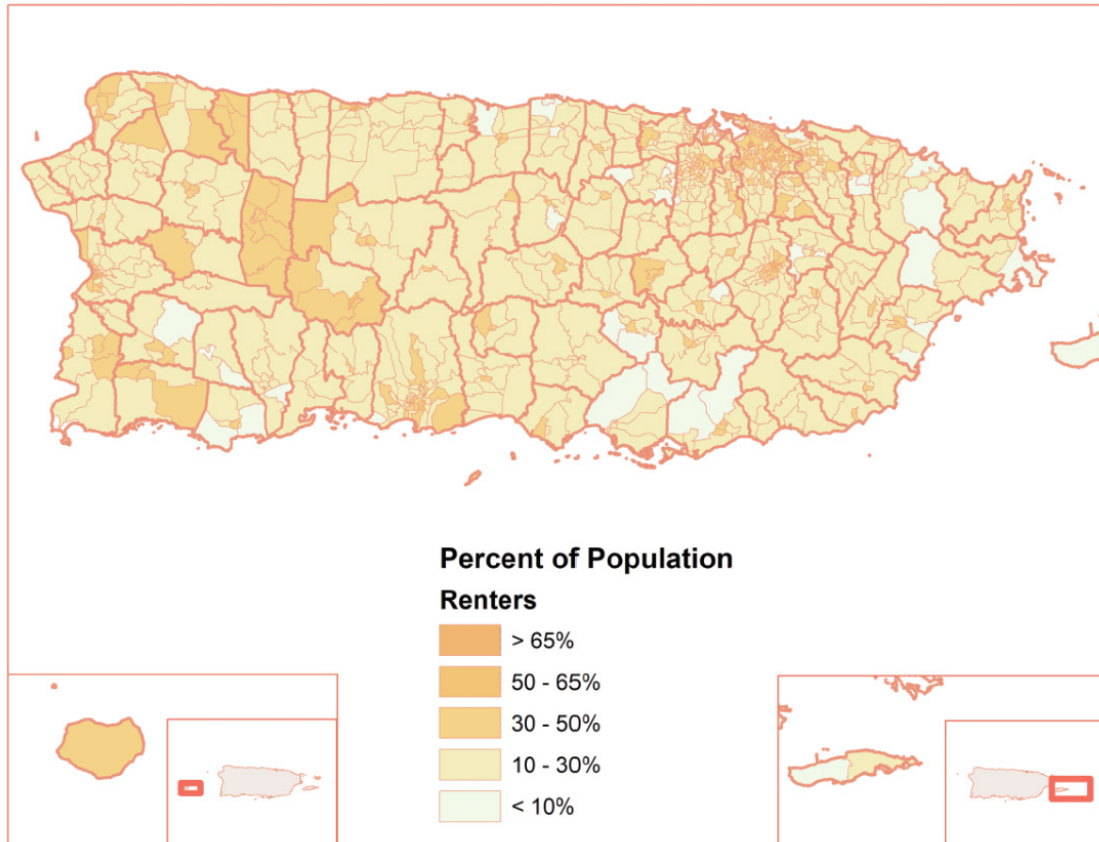 Percent of Population
Renters
> 65%
50 - 65%
30 - 50%
10 - 30%
< 10%